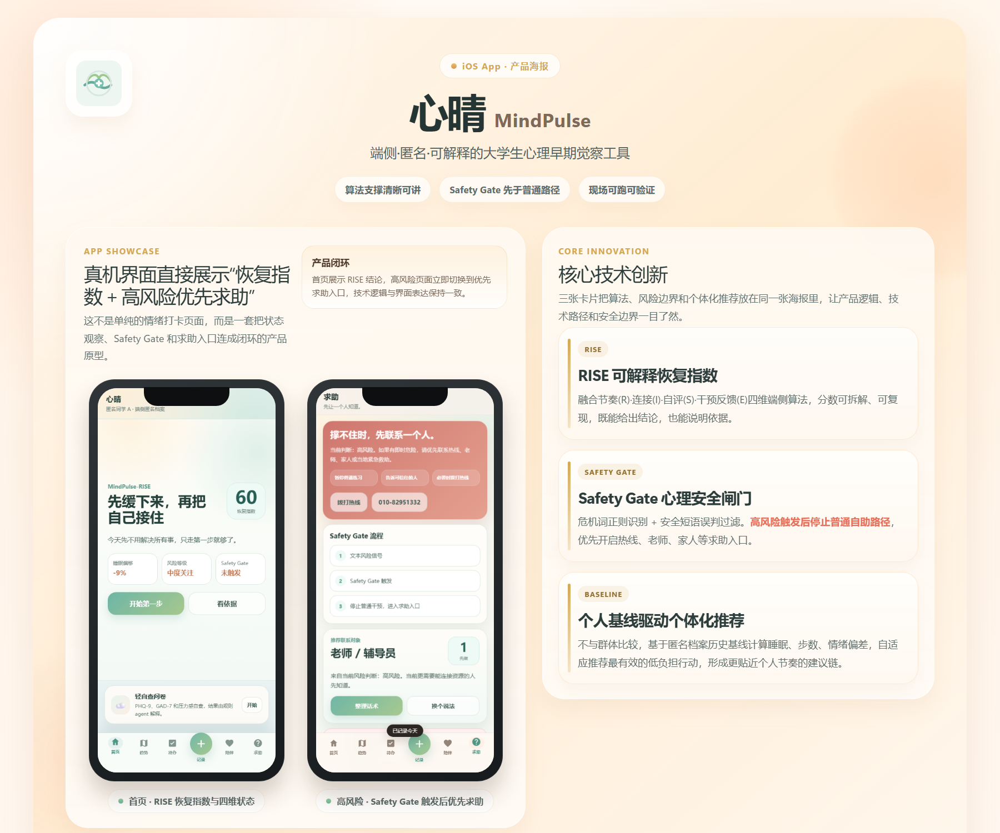 iOS App · 产品海报
心晴 MindPulse
端侧·匿名·可解释的大学生心理早期觉察工具
算法支撑清晰可讲
Safety Gate 先于普通路径
现场可跑可验证
APP SHOWCASE
真机界面直接展示“恢复指
数 + 高风险优先求助”
这不是单纯的情绪打卡页面，而是一套把状态
观察、Safety Gate 和求助入口连成闭环的产品
原型。
产品闭环
首页展示 RISE 结论，高风险页面立即切换到优先
求助入口，技术逻辑与界面表达保持一致。
心晴
匿名同学 A · 端侧匿名档案
MindPulse-RISE
先缓下来，再把
自己接住
60
恢复指数
今天先不用解决所有事，只走第一步就够了。
睡眠偏移
-9%
风险等级
中度关注
Safety Gate
未触发
开始第一步
看依据
轻自查问卷
PHQ-9、GAD-7 和压力感自查，结果由规则
agent 解释。
开始
首页
趋势
待办
记录
陪伴
求助
首页 · RISE 恢复指数与四维状态
求助
先让一个人知道。
撑不住时，先联系一个人。
当前判断：高风险。如果有即时危险，请优先联系热线、老
师、家人或当地紧急救助。
暂停普通练习
告诉可信任的人
必要时拨打热线
拨打热线
010-82951332
Safety Gate 流程
1 文本风险信号
2 Safety Gate 触发
3 停止普通干预，进入求助入口
推荐联系对象
老师 / 辅导员
1
先做
来自当前风险判断：高风险。当前更需要能连接资源的人
先知道。
整理话术
换个说法
已记录今天
首页
趋势
待办
记录
陪伴
求助
高风险 · Safety Gate 触发后优先求助
CORE INNOVATION
核心技术创新
三张卡片把算法、风险边界和个体化推荐放在同一张海报里，让产品逻辑、技
术路径和安全边界一目了然。
RISE
RISE 可解释恢复指数
融合节奏(R)·连接(I)·自评(S)·干预反馈(E)四维端侧算法，分数可拆解、可复
现，既能给出结论，也能说明依据。
SAFETY GATE
Safety Gate 心理安全闸门
危机词正则识别 + 安全短语误判过滤。高风险触发后停止普通自助路径，
优先开启热线、老师、家人等求助入口。
BASELINE
个人基线驱动个体化推荐
不与群体比较，基于匿名档案历史基线计算睡眠、步数、情绪偏差，自适
应推荐最有效的低负担行动，形成更贴近个人节奏的建议链。